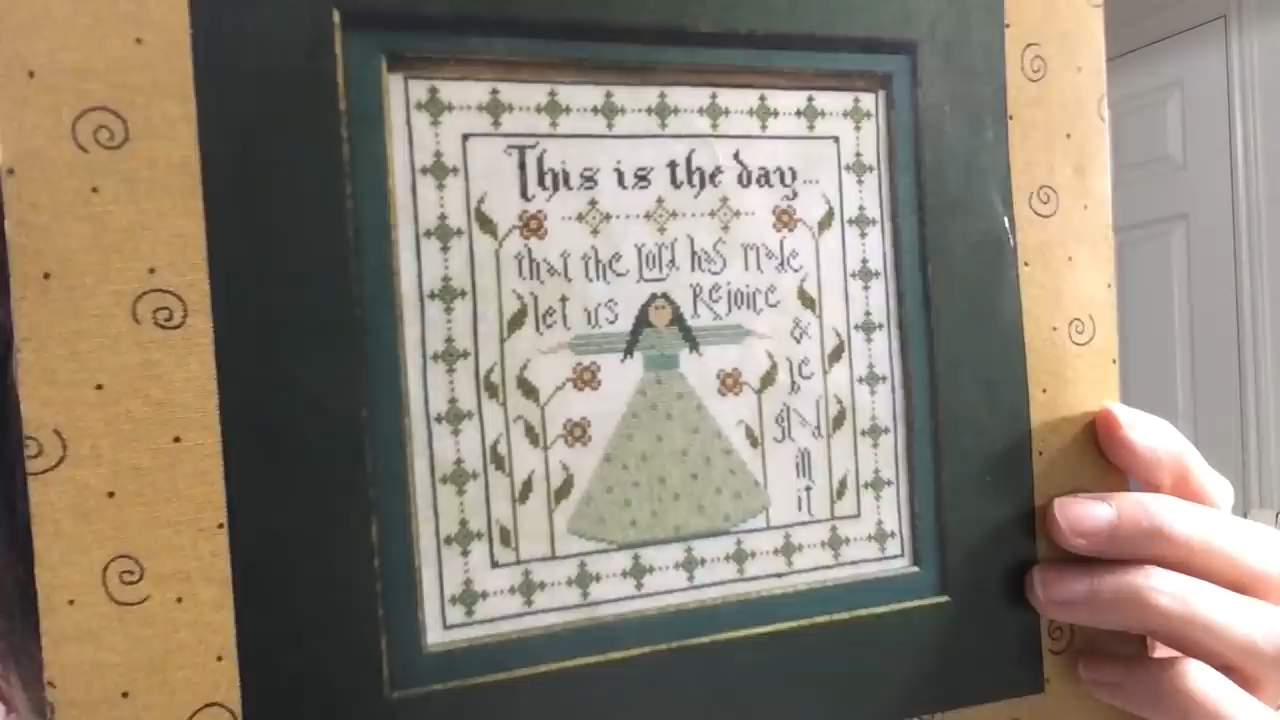 This is the day...
that the Lord has made
let us Rejoice
&
be
glad
in
it